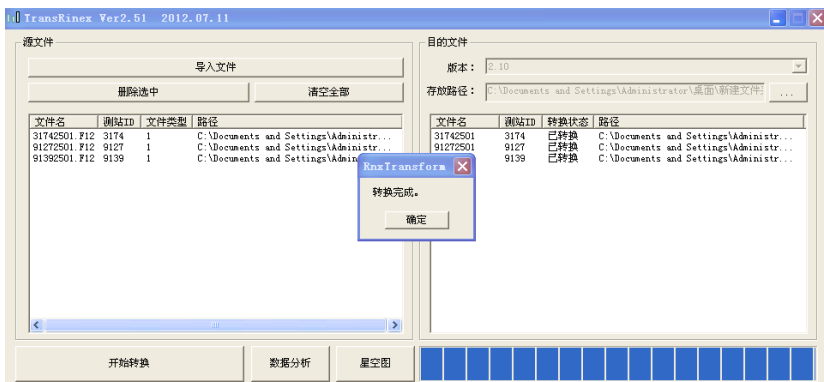 TransRinex Ver2.51 2012.07.11
源文件
导入文件
删除选中
清空全部
文件名 测站ID 文件类型 路径
31742501.F12 3174 1 C:\Documents and Settings\Administr...
91272501.F12 9127 1 C:\Documents and Settings\Administr...
91392501.F12 9139 1 C:\Documents and Settings\Admin
目的文件
版本： 2.10
存放路径： C:\Documents and Settings\Administrator\桌面\新建文件 ...
文件名 测站ID 转换状态 路径
31742501 3174 已转换 C:\Documents and Settings\Administr...
91272501 9127 已转换 C:\Documents and Settings\Administr...
9139 已转换 C:\Documents and Settings\Administr...
RnxTransform
转换完成。
确定
开始转换
数据分析
星空图